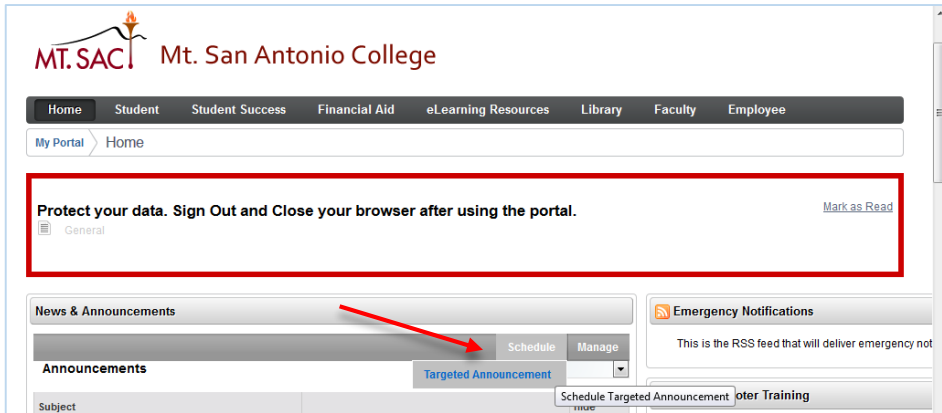 MT. SAC
Mt. San Antonio College
Home Student Student Success Financial Aid eLearning Resources Library Faculty Employee
My Portal Home
Protect your data. Sign Out and Close your browser after using the portal.
Mark as Read
General
News & Announcements
Emergency Notifications
Schedule Manage
This is the RSS feed that will deliver emergency not
Announcements
Targeted Announcement
Schedule Targeted Announcement
Training
Subject